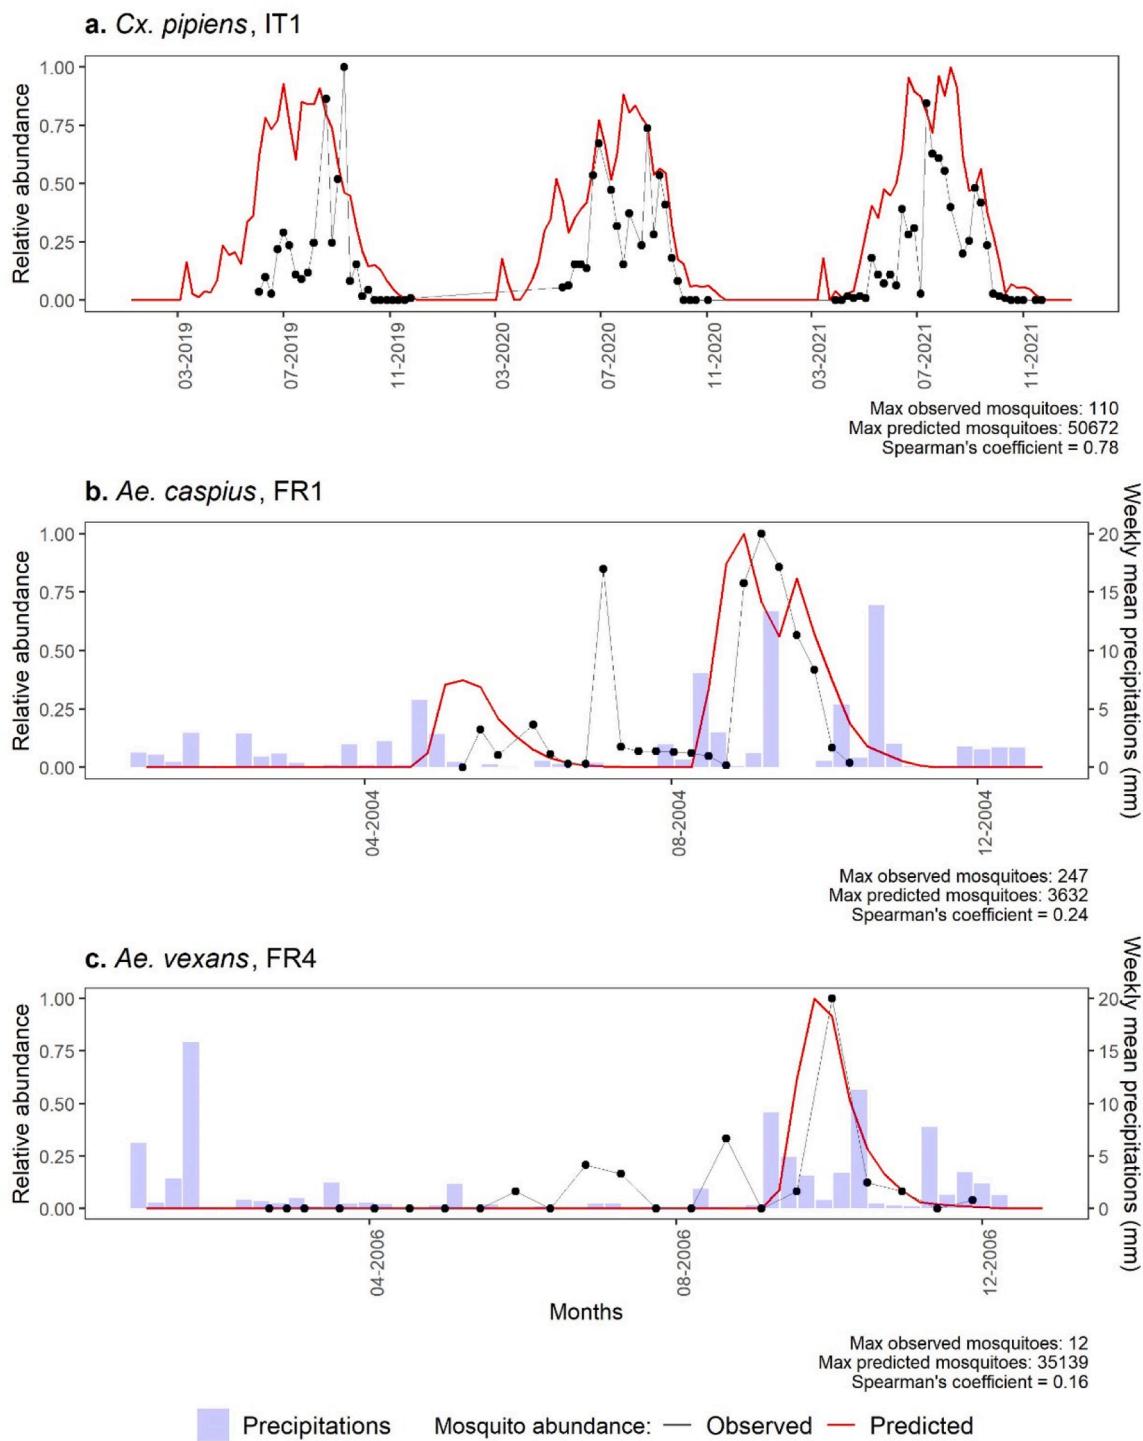 a. Cx. pipiens, IT1
Relative abundance
1.00
0.75
0.50
0.25
0.00
03-2019
07-2019
11-2019
03-2020
07-2020
11-2020
03-2021
07-2021
11-2021
Max observed mosquitoes: 110
Max predicted mosquitoes: 50672
Spearman's coefficient = 0.78
b. Ae. caspius, FR1
Relative abundance
1.00
0.75
0.50
0.25
0.00
Weekly mean precipitations (mm)
20
15
10
5
0
04-2004
08-2004
12-2004
Max observed mosquitoes: 247
Max predicted mosquitoes: 3632
Spearman's coefficient = 0.24
c. Ae. vexans, FR4
Relative abundance
1.00
0.75
0.50
0.25
0.00
Weekly mean precipitations (mm)
20
15
10
5
0
04-2006
08-2006
12-2006
Months
Max observed mosquitoes: 12
Max predicted mosquitoes: 35139
Spearman's coefficient = 0.16
Precipitations Mosquito abundance: Observed Predicted